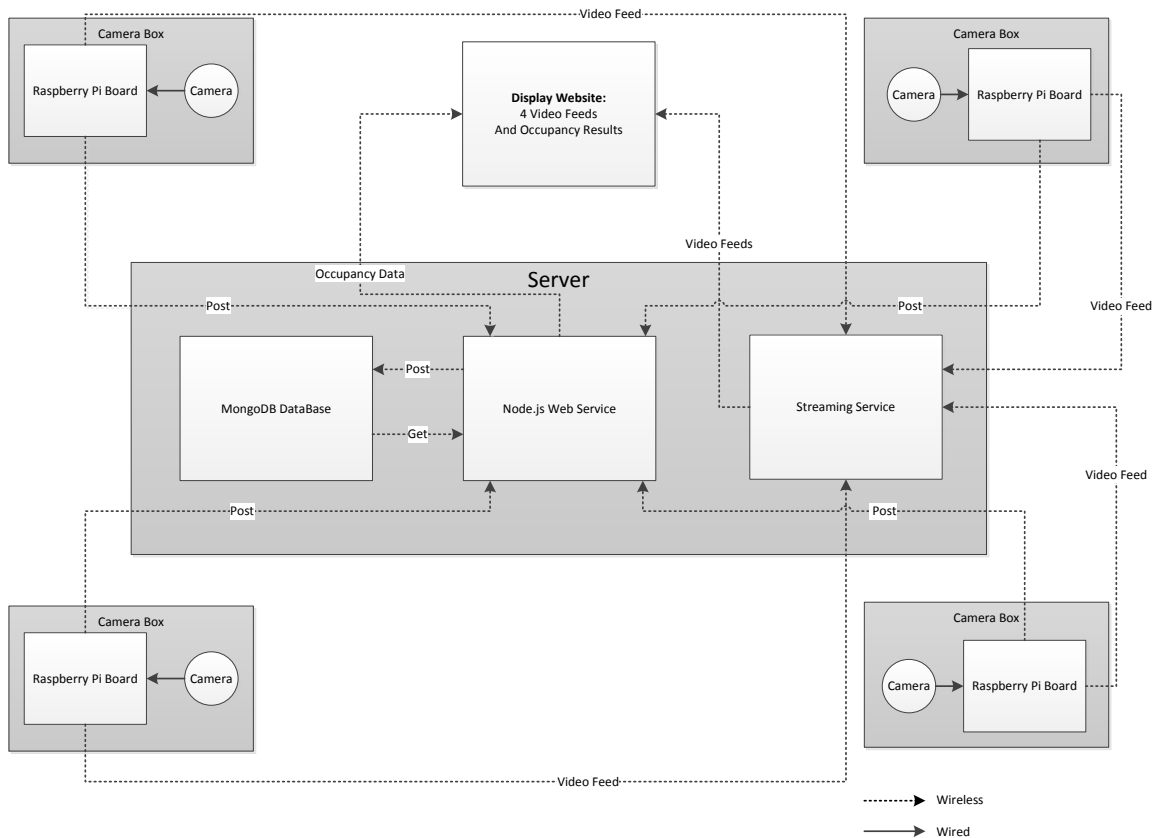 Video Feed
Camera Box
Raspberry Pi Board
Camera
Display Website:
4 Video Feeds
And Occupancy Results
Camera Box
Camera
Raspberry Pi Board
Video Feeds
Occupancy Data
Server
Post
Post
Video Feed
MongoDB DataBase
Post
Get
Node.js Web Service
Streaming Service
Video Feed
Post
Post
Camera Box
Raspberry Pi Board
Camera
Camera Box
Camera
Raspberry Pi Board
Video Feed
Wireless
Wired